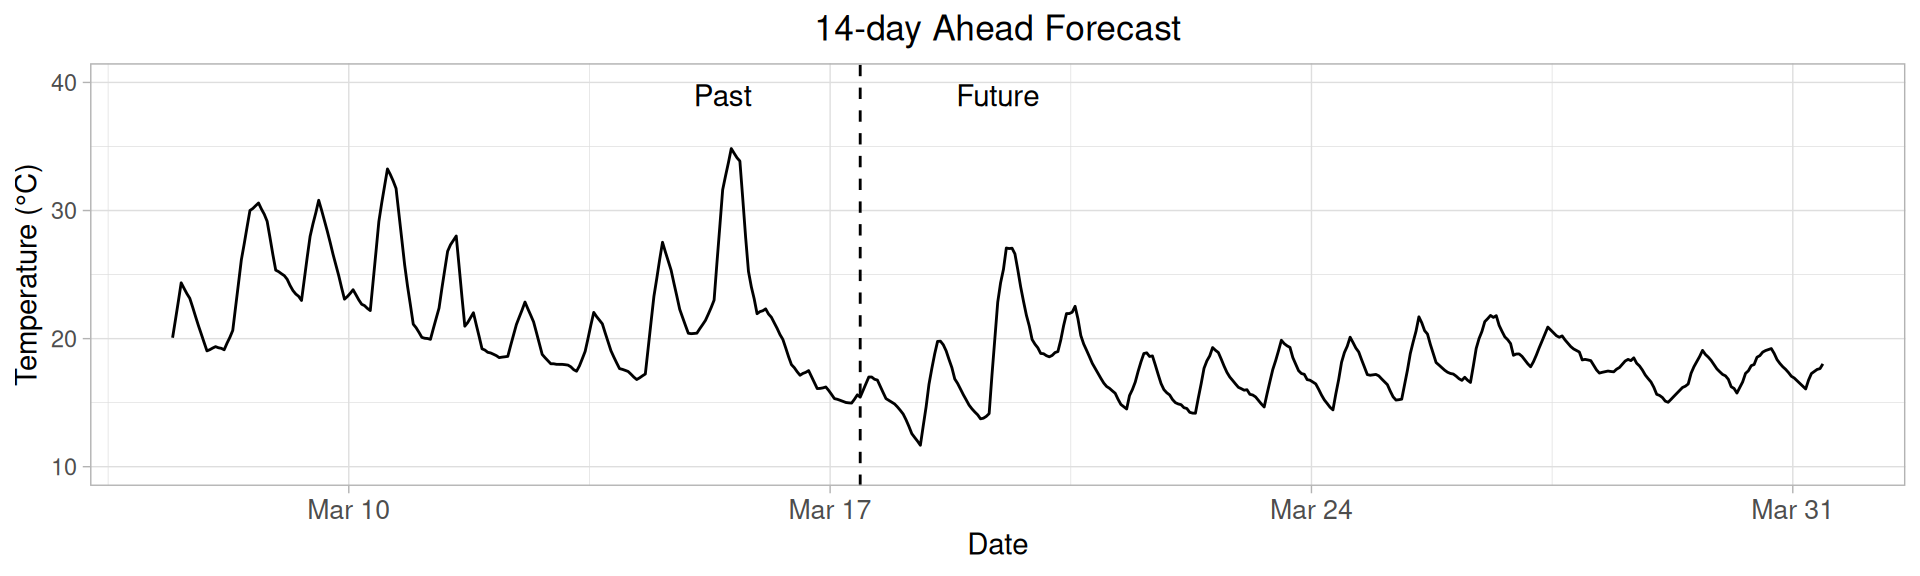 14-day Ahead Forecast
Past
Future
Temperature (°C)
40
30
20
10
Mar 10
Mar 17
Mar 24
Mar 31
Date